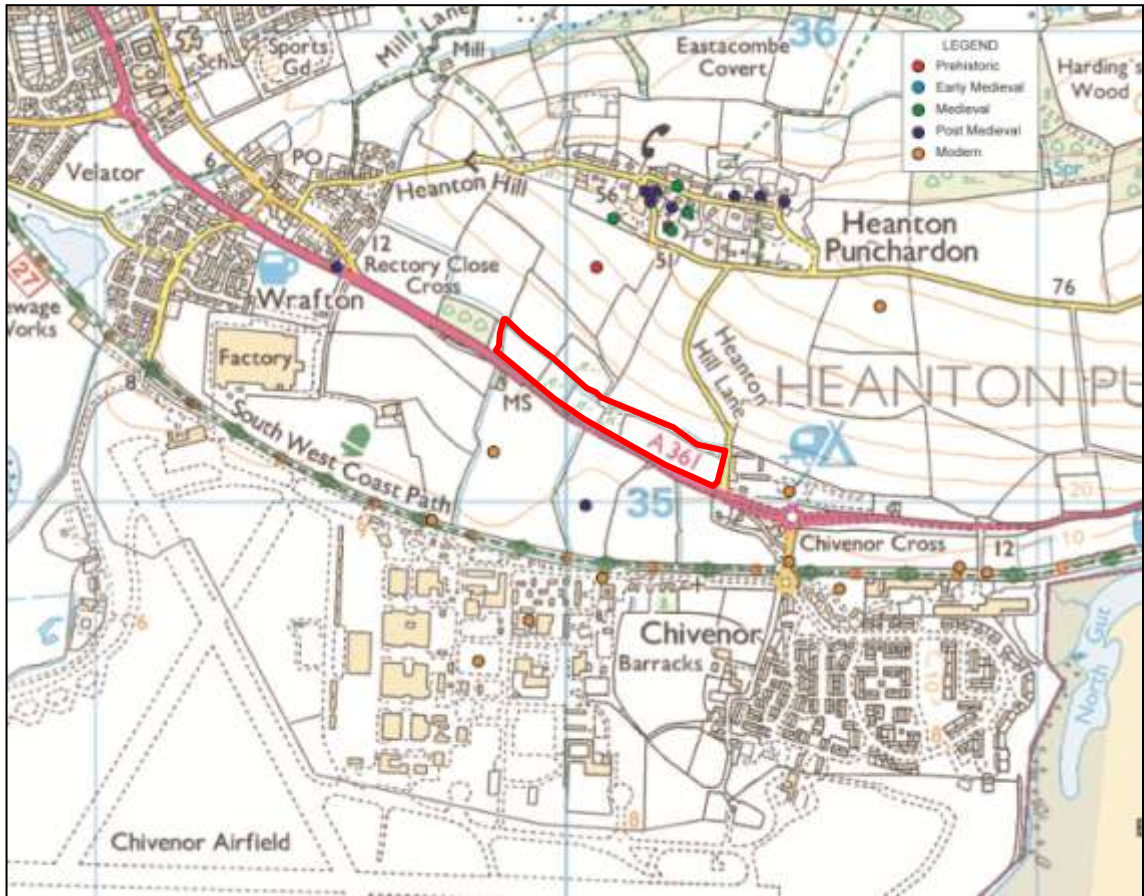 36
Sports
Gd
Sch
Mill Lane
Mill
Eastacombe
Covert
LEGEND
Prehistoric
Early Medieval
Medieval
Post Medieval
Modern
Harding's
Wood
Spr
Velator
6
PO
Heanton Hill
56
51
Heanton
Punchardon
76
27
12
Rectory Close
Cross
Wrafton
Works
Factory
8
MS
Heanton
Hill Lane
HEANTON PU
A 361
South West Coast Path
35
20
10
Chivenor Cross
12
6
Chivenor
Barracks
10
8
North Gut
8
Chivenor Airfield